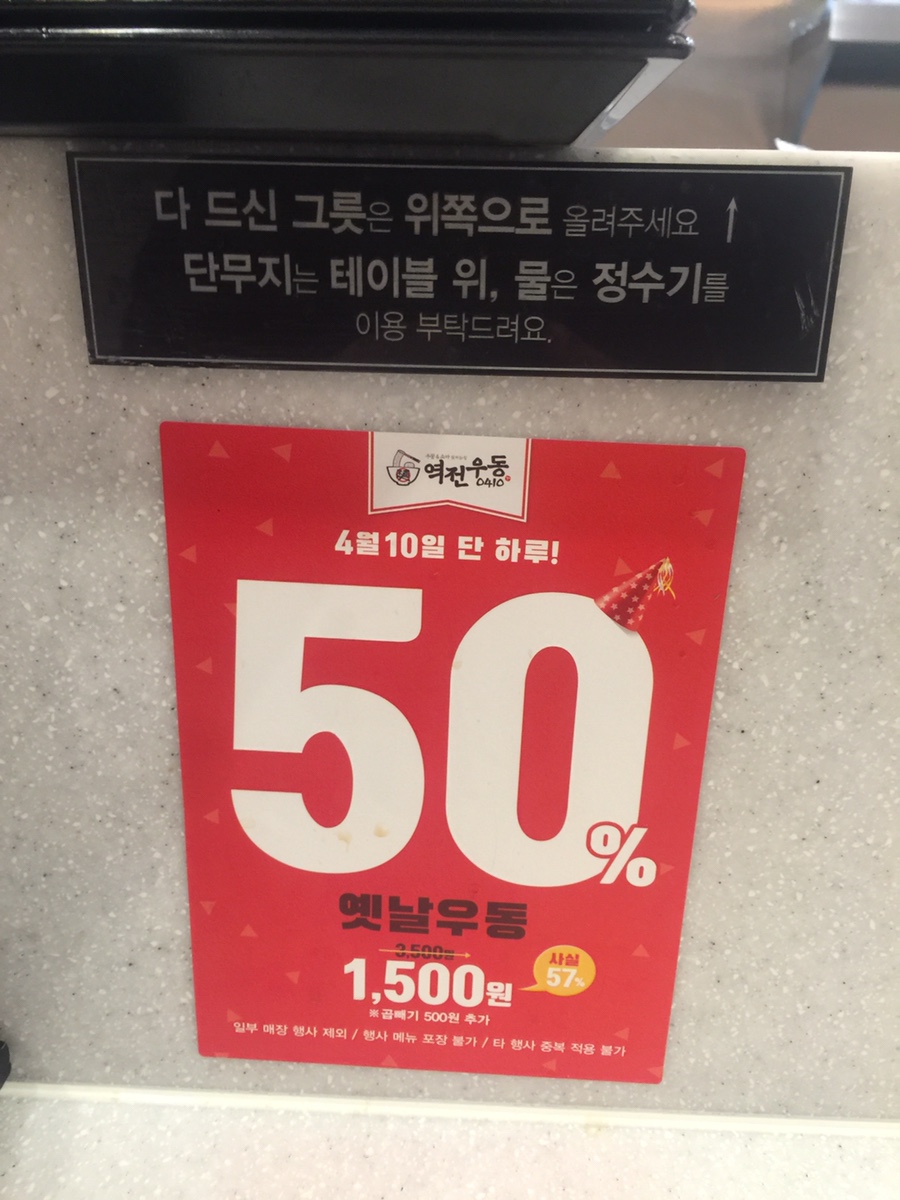 다 드신 그릇은 위쪽으로 올려주세요 ↑
단무지는 테이블 위, 물은 정수기를
이용 부탁드려요.
역전우동
0410
4월10일 단 하루!
50%
옛날우동
3,500원
1,500원
사실
57%
※곱빼기 500원 추가
일부 매장 행사 제외 / 행사 메뉴 포장 불가 / 타 행사 중복 적용 불가